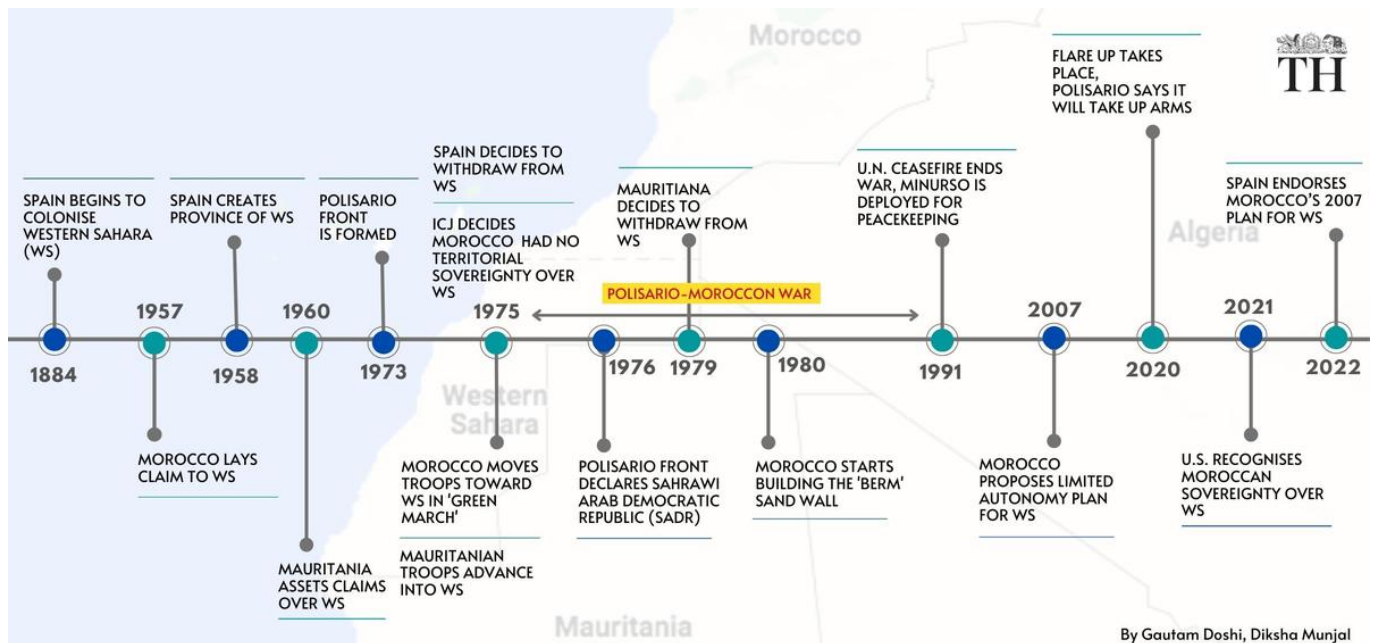 Morocco
TH
FLARE UP TAKES
PLACE,
POLISARIO SAYS IT
WILL TAKE UP ARMS
SPAIN BEGINS TO
COLONISE
WESTERN SAHARA
(WS)
SPAIN CREATES
PROVINCE OF WS
POLISARIO
FRONT
IS FORMED
SPAIN DECIDES TO
WITHDRAW FROM
WS
ICJ DECIDES
MOROCCO HAD NO
TERRITORIAL
SOVEREIGNTY OVER
WS
MAURITIANA
DECIDES TO
WITHDRAW FROM
WS
U.N. CEASEFIRE ENDS
WAR, MINURSO IS
DEPLOYED FOR
PEACEKEEPING
SPAIN ENDORSES
MOROCCO'S 2007
PLAN FOR WS
Algeria
POLISARIO-MOROCCON WAR
1884
1957
1958
1960
1973
1975
1976
1979
1980
1991
2007
2020
2021
2022
Western
Sahara
MOROCCO LAYS
CLAIM TO WS
MAURITANIA
ASSETS CLAIMS
OVER WS
MOROCCO MOVES
TROOPS TOWARD
WS IN 'GREEN
MARCH'
MAURITANIAN
TROOPS ADVANCE
INTO WS
POLISARIO FRONT
DECLARES SAHRAWI
ARAB DEMOCRATIC
REPUBLIC (SADR)
MOROCCO STARTS
BUILDING THE 'BERM'
SAND WALL
MOROCCO
PROPOSES LIMITED
AUTONOMY PLAN
FOR WS
U.S. RECOGNISES
MOROCCAN
SOVEREIGNTY OVER
WS
Mauritania
By Gautam Doshi, Diksha Munjal